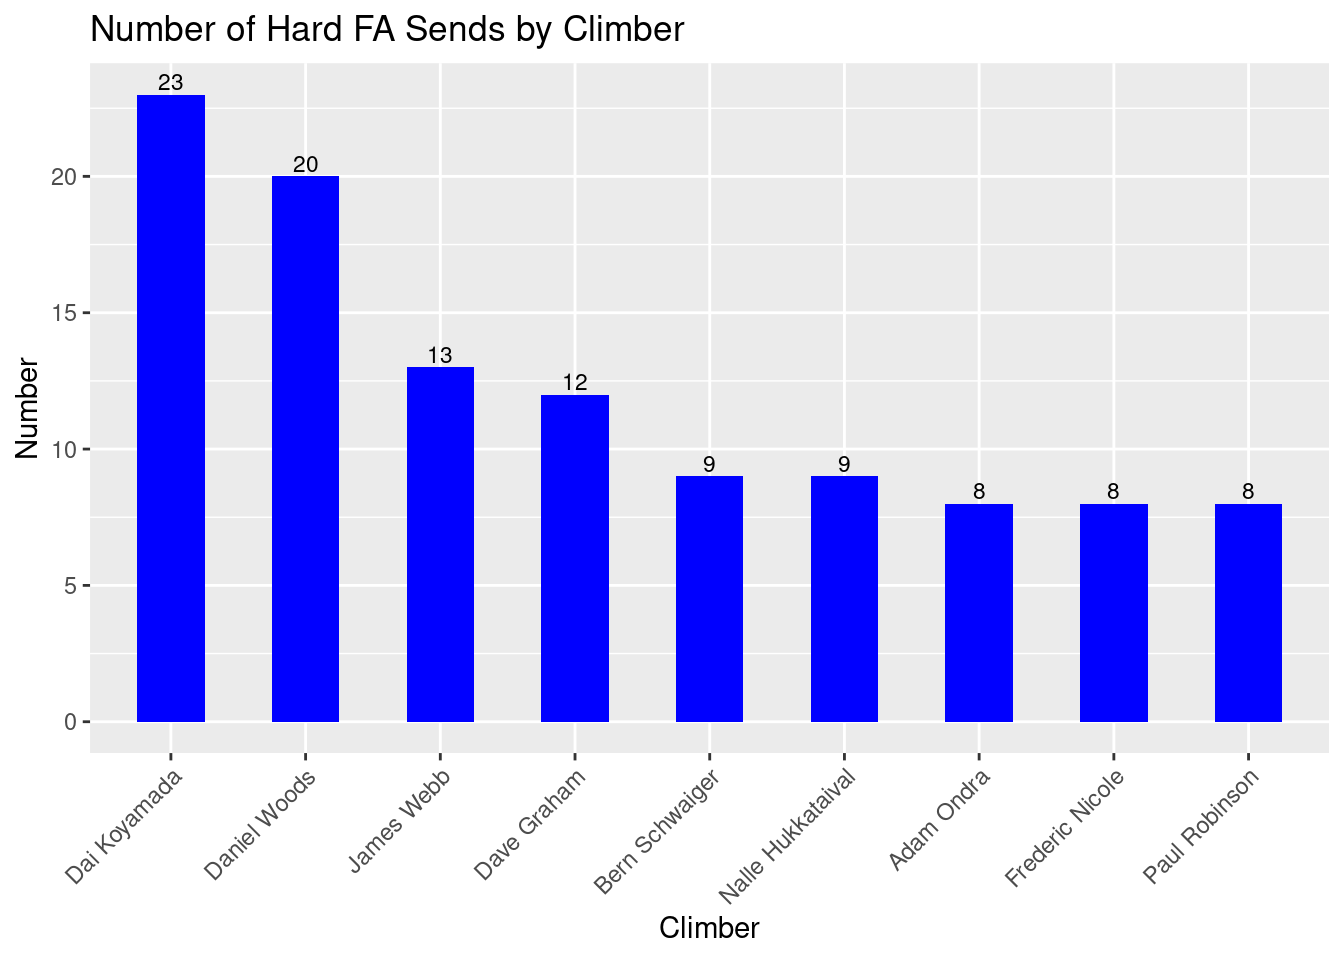 Number of Hard FA Sends by Climber
23
20
13
12
9
9
8
8
8
20
15
10
5
0
Number
Dai Koyamada
Daniel Woods
James Webb
Dave Graham
Bern Schwaiger
Nalle Hukkataival
Adam Ondra
Frederic Nicole
Paul Robinson
Climber